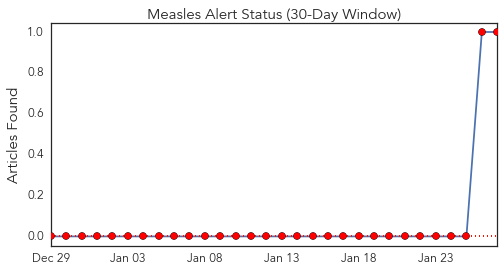 Measles Alert Status (30-Day Window)
Articles Found
1.0
0.8
0.6
0.4
0.2
0.0
Dec 29 Jan 03 Jan 08 Jan 13 Jan 18 Jan 23